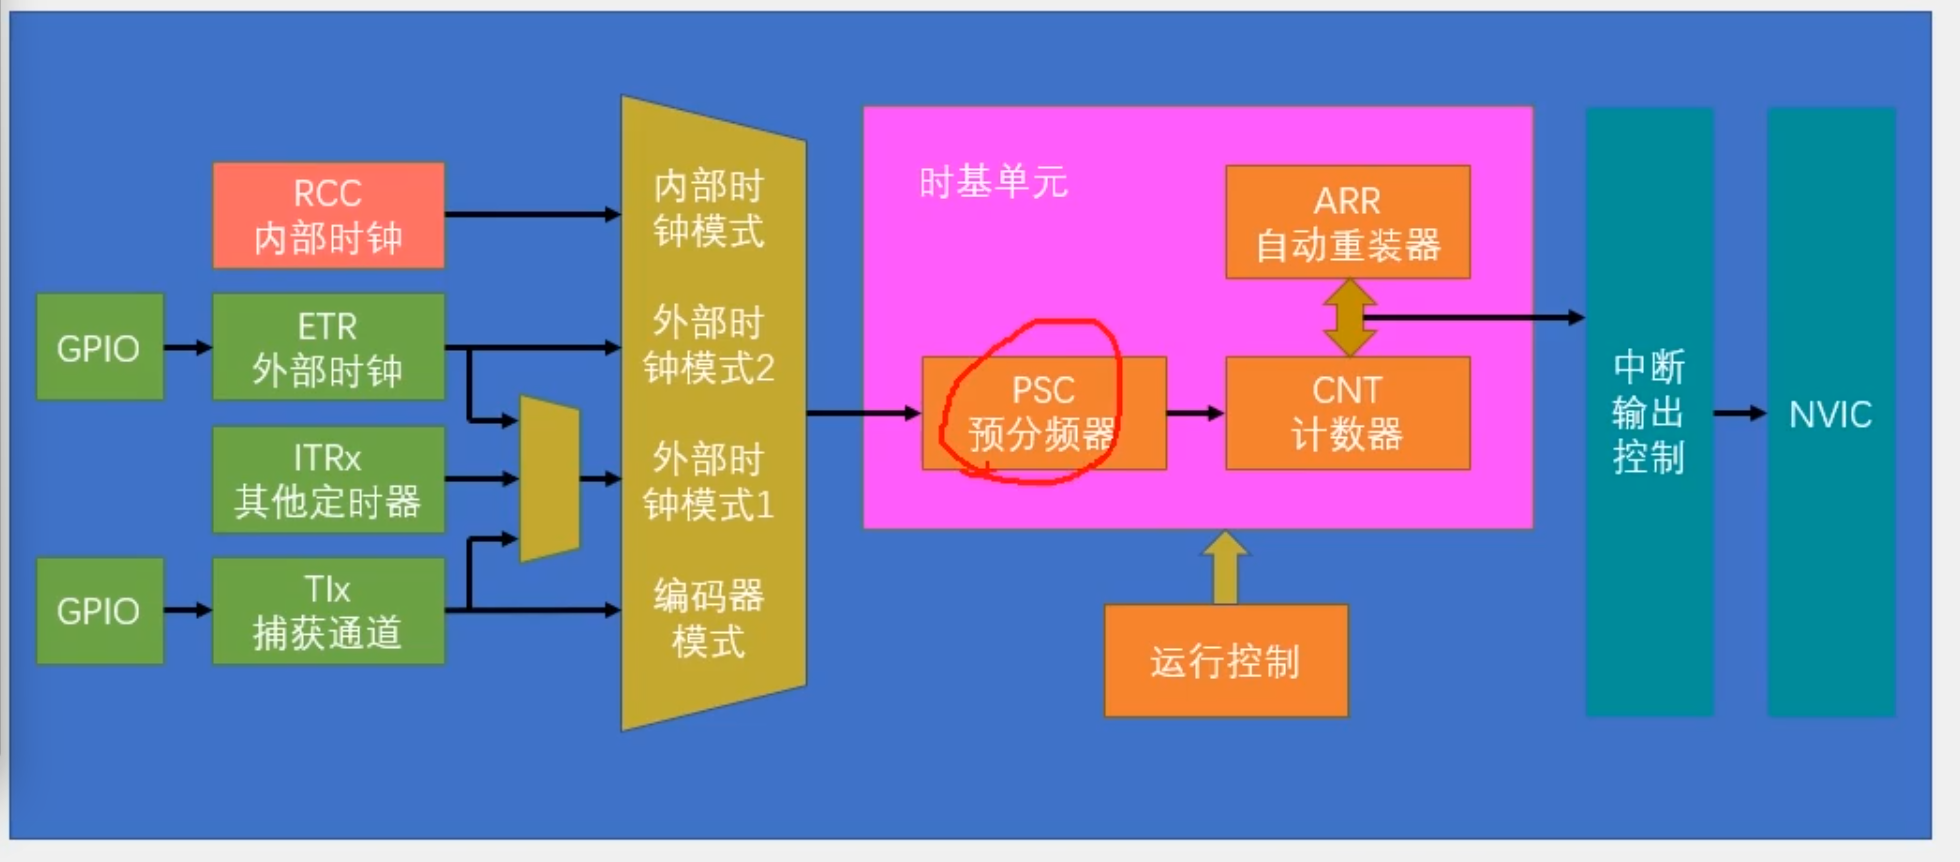 RCC
内部时钟
GPIO
ETR
外部时钟
ITRx
其他定时器
GPIO
TIx
捕获通道
内部时
钟模式
外部时
钟模式2
外部时
钟模式1
编码器
模式
时基单元
ARR
自动重装器
PSC
预分频器
CNT
计数器
运行控制
中断
输出
控制
NVIC